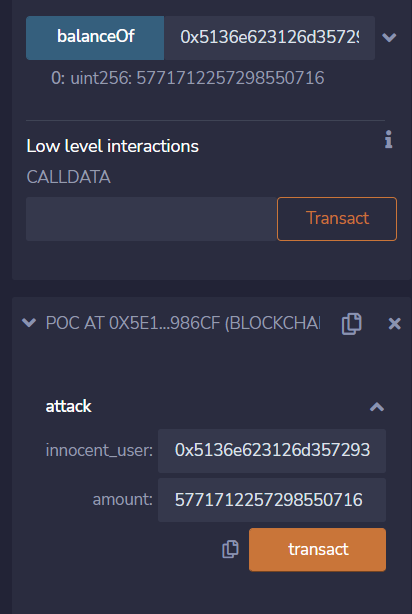 balanceOf 0x5136e623126d35729
0: uint256: 5771712257298550716
Low level interactions
CALLDATA
Transact
POC AT 0X5E1...986CF (BLOCKCHAI
attack
innocent_user: 0x5136e623126d357293
amount: 5771712257298550716
transact